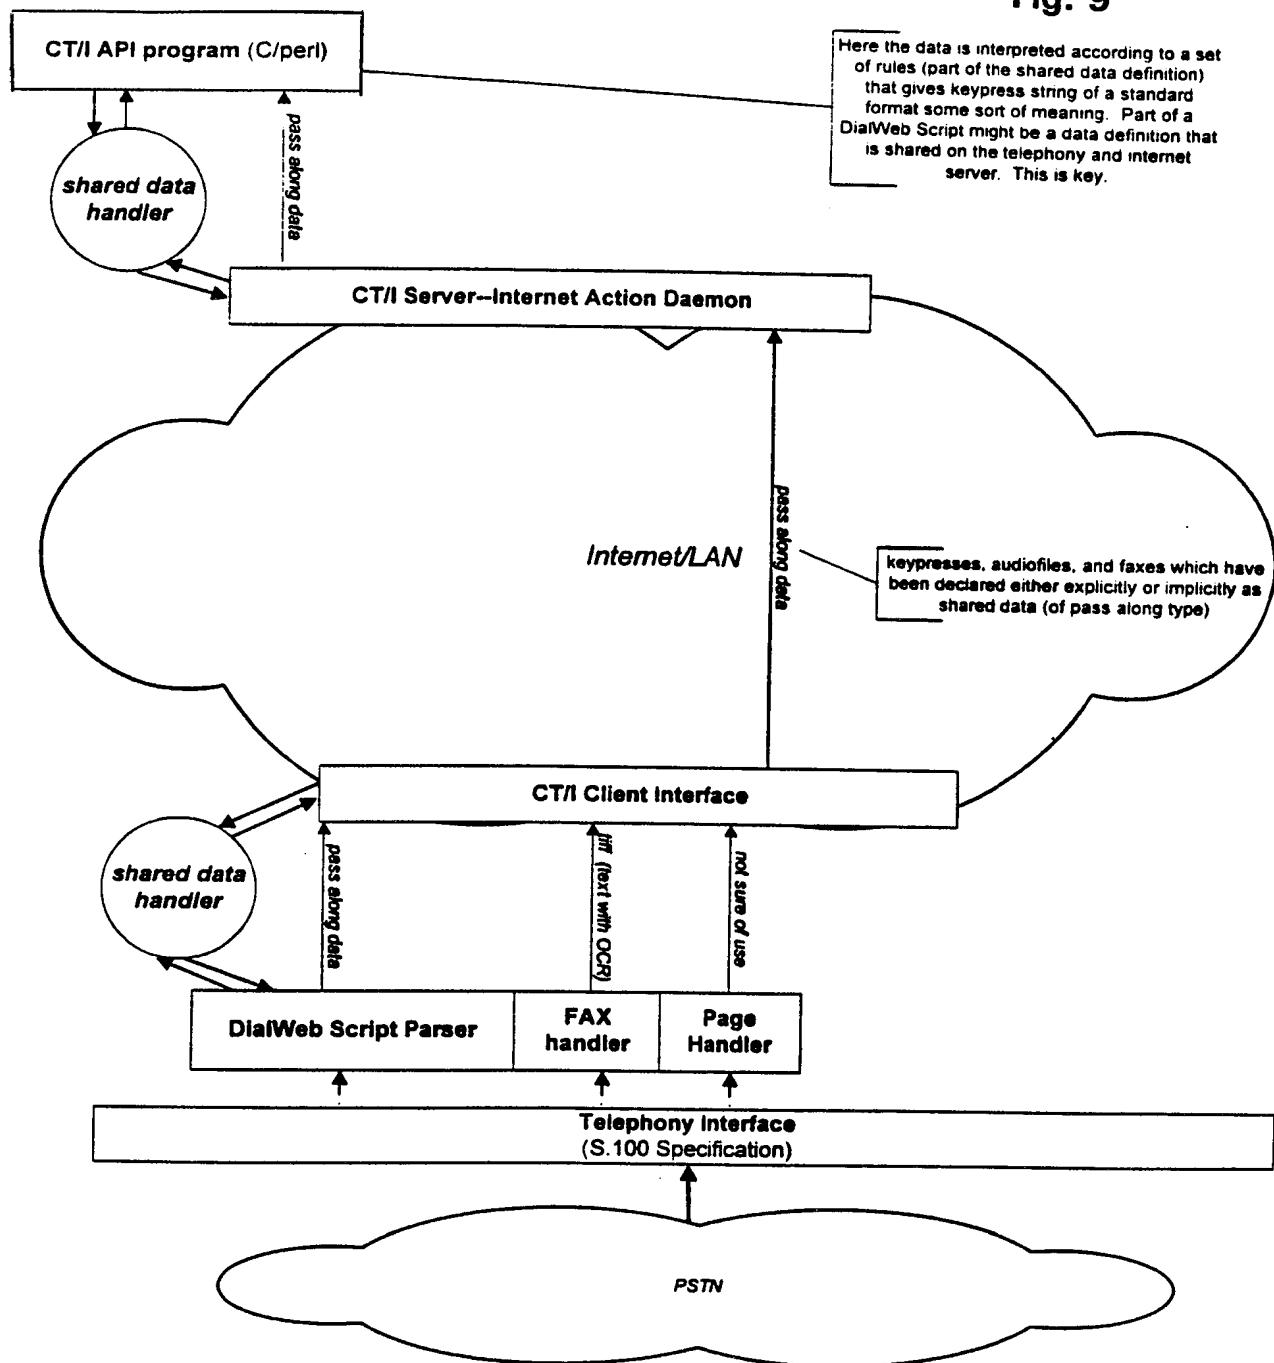 Fig. 9
CT/I API program (C/perl)
Here the data is interpreted according to a set
of rules (part of the shared data definition)
that gives keypress string of a standard
format some sort of meaning. Part of a
DialWeb Script might be a data definition that
is shared on the telephony and internet
server. This is key.
pass along data
shared data
handler
CT/I Server--Internet Action Daemon
pass along data
Internet/LAN
keypresses, audiofiles, and faxes which have
been declared either explicitly or implicitly as
shared data (of pass along type)
CT/I Client Interface
shared data
handler
pass along data
(text with OCR)
not sure of use
DialWeb Script Parser
FAX
handler
Page
Handler
Telephony Interface
(S.100 Specification)
PSTN